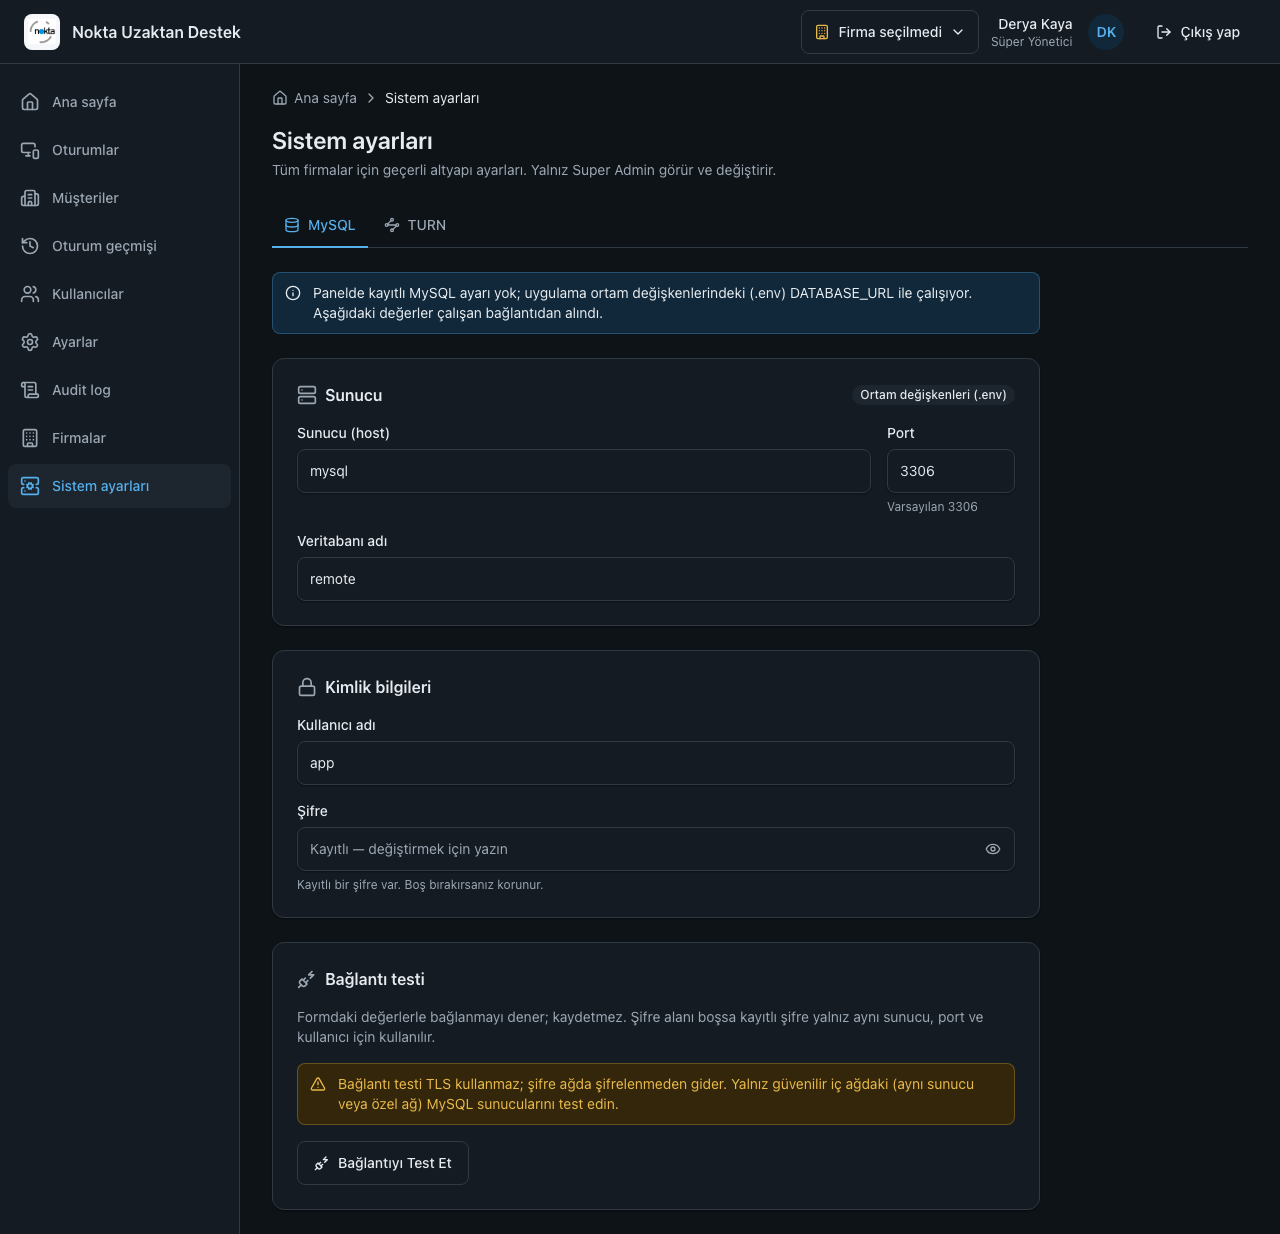 nokta
Nokta Uzaktan Destek
Firma seçilmedi
Derya Kaya
Süper Yönetici
DK
Çıkış yap
Ana sayfa
Oturumlar
Müşteriler
Oturum geçmişi
Kullanıcılar
Ayarlar
Audit log
Firmalar
Sistem ayarları
Ana sayfa > Sistem ayarları
Sistem ayarları
Tüm firmalar için geçerli altyapı ayarları. Yalnız Super Admin görür ve değiştirir.
MySQL
TURN
Panelde kayıtlı MySQL ayarı yok; uygulama ortam değişkenlerindeki (.env) DATABASE_URL ile çalışıyor.
Aşağıdaki değerler çalışan bağlantıdan alındı.
Sunucu
Ortam değişkenleri (.env)
Sunucu (host)
mysql
Port
3306
Varsayılan 3306
Veritabanı adı
remote
Kimlik bilgileri
Kullanıcı adı
app
Şifre
Kayıtlı — değiştirmek için yazın
Kayıtlı bir şifre var. Boş bırakırsanız korunur.
Bağlantı testi
Formdaki değerlerle bağlanmayı dener; kaydetmez. Şifre alanı boşsa kayıtlı şifre yalnız aynı sunucu, port ve
kullanıcı için kullanılır.
Bağlantı testi TLS kullanmaz; şifre ağda şifrelenmeden gider. Yalnız güvenilir iç ağdaki (aynı sunucu
veya özel ağ) MySQL sunucularını test edin.
Bağlantıyı Test Et